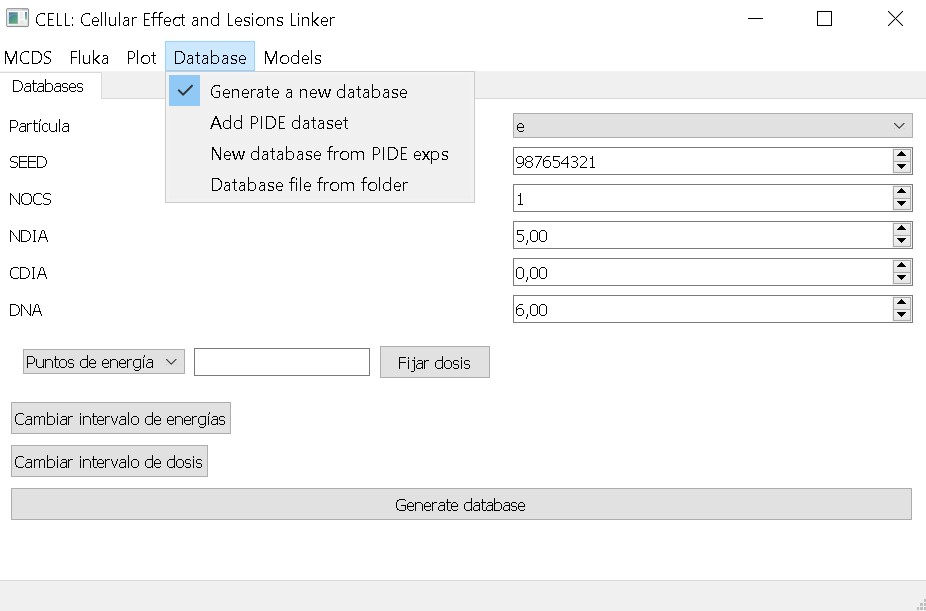 CELL: Cellular Effect and Lesions Linker
MCDS Fluka Plot Database Models
Databases
Generate a new database
Add PIDE dataset
New database from PIDE exps
Database file from folder
Partícula e
SEED 987654321
NOCS 1
NDIA 5,00
CDIA 0,00
DNA 6,00
Puntos de energía Fijar dosis
Cambiar intervalo de energías
Cambiar intervalo de dosis
Generate database